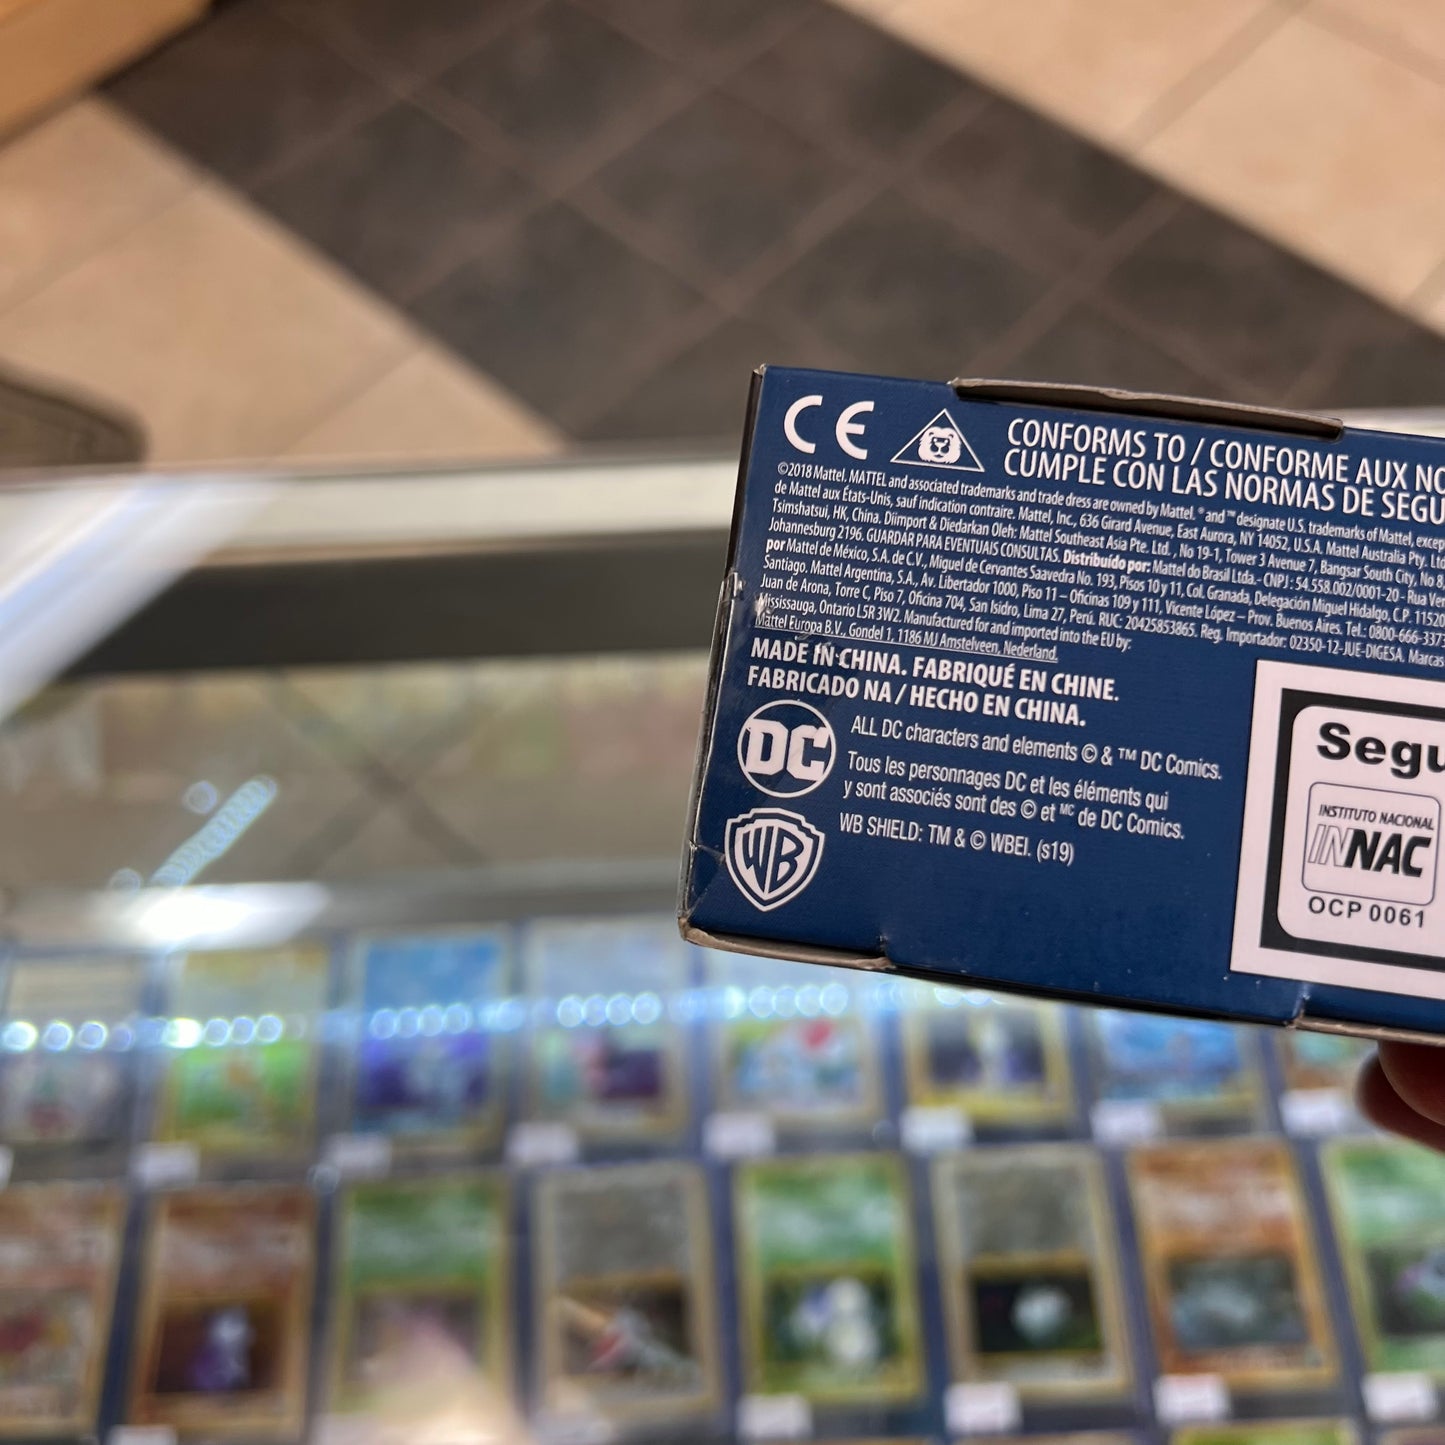 CE
CONFORMS TO / CONFORME AUX NO
CUMPLE CON LAS NORMAS DE SEGU
©2018 Mattel. MATTEL and associated trademarks and trade dress are owned by Mattel. ® and ™ designate U.S. trademarks of Mattel, excep
de Mattel aux États-Unis, sauf indication contraire. Mattel, Inc., 636 Girard Avenue, East Aurora, NY 14052, U.S.A. Mattel Australia Pty. Ltd
Tsimshatsui, HK, China. Diimport & Diedarkan Oleh: Mattel Southeast Asia Pte. Ltd., No 19-1, Tower 3 Avenue 7, Bangsar South City, No 8
Johannesburg 2196. GUARDAR PARA EVENTUAIS CONSULTAS. Distribuído por: Mattel do Brasil Ltda.- CNPJ: 54.558.002/0001-20 - Rua Ver
por Mattel de México, S.A. de C.V., Miguel de Cervantes Saavedra No. 193, Pisos 10 y 11, Col. Granada, Delegación Miguel Hidalgo, C.P. 11520
Santiago. Mattel Argentina, S.A., Av. Libertador 1000, Piso 11 – Oficinas 109 y 111, Vicente López – Prov. Buenos Aires. Tel.: 0800-666-3373
Juan de Arona, Torre C, Piso 7, Oficina 704, San Isidro, Lima 27, Perú. RUC: 20425853865. Reg. Importador: 02350-12-JUE-DIGESA. Marcas
Mississauga, Ontario L5R 3W2. Manufactured for and imported into the EU by:
Mattel Europa B.V., Gondel 1, 1186 MJ Amstelveen, Nederland.
MADE IN CHINA. FABRIQUÉ EN CHINE.
FABRICADO NA / HECHO EN CHINA.
DC
ALL DC characters and elements © & ™ DC Comics.
Tous les personnages DC et les éléments qui
y sont associés sont des © et MC de DC Comics.
WB
WB SHIELD: TM & © WBEI. (s19)
Segu
INSTITUTO NACIONAL
INNAC
OCP 0061